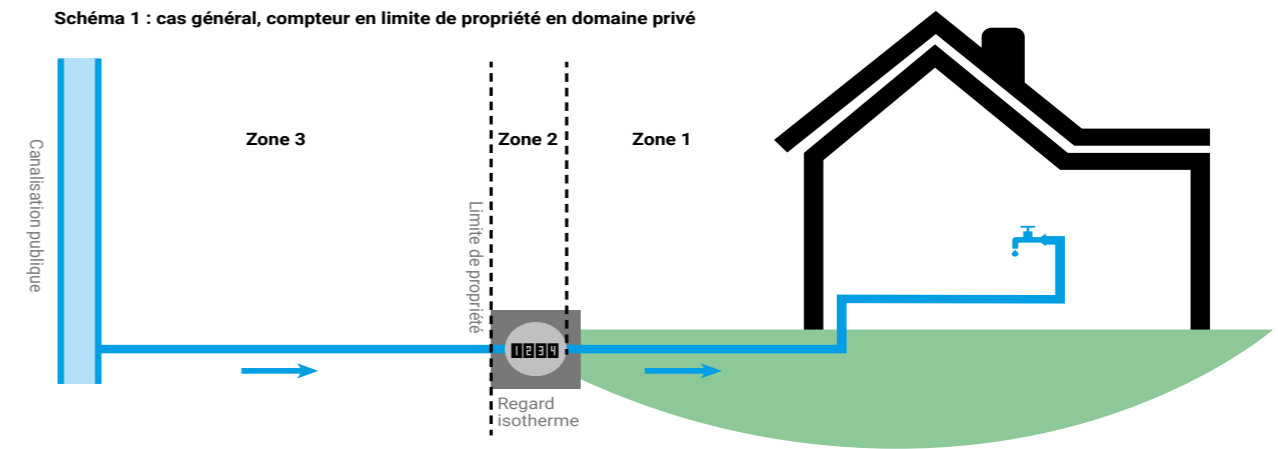 Schéma 1 : cas général, compteur en limite de propriété en domaine privé
Canalisation publique
Zone 3
Limite de propriété
Zone 2
Zone 1
1234
Regard
isotherme